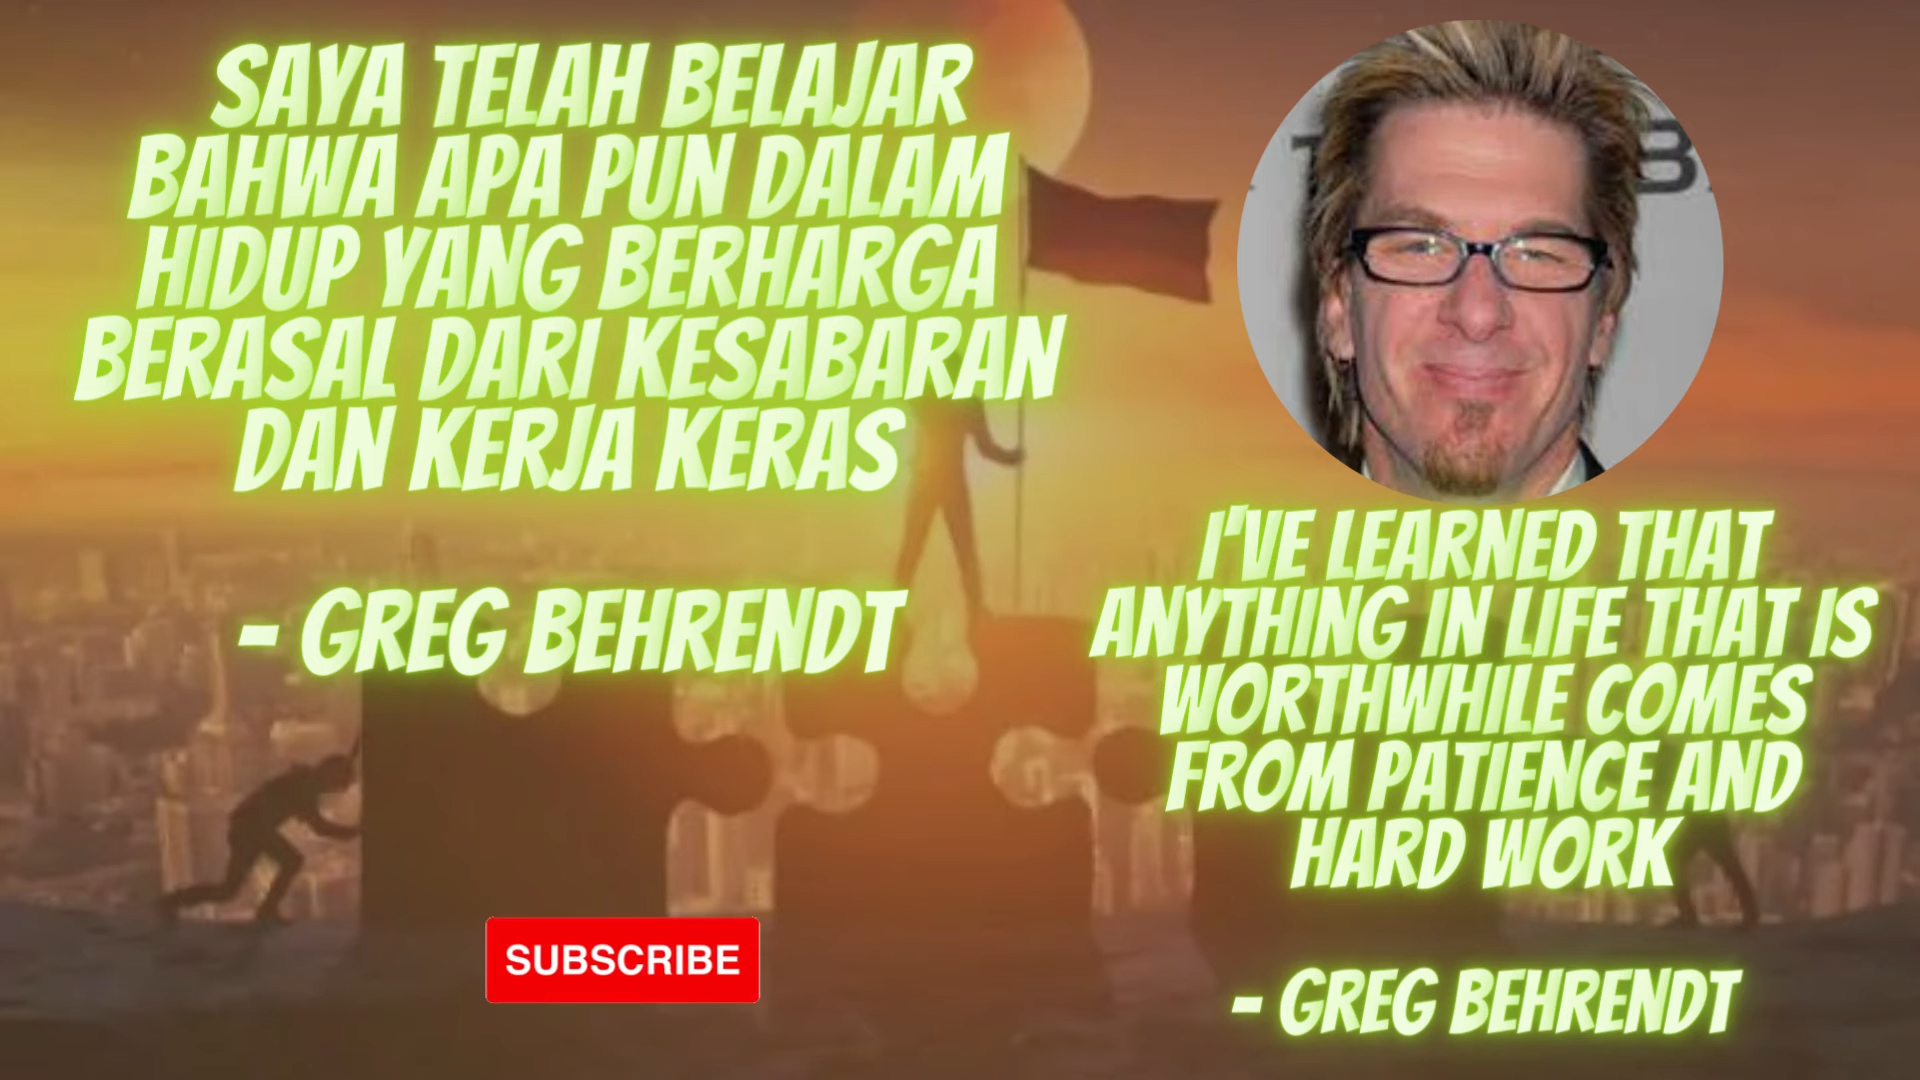 SAYA TELAH BELAJAR
BAHWA APA PUN DALAM
HIDUP YANG BERHARGA
BERASAL DARI KESABARAN
DAN KERJA KERAS
- GREG BEHRENDT
I'VE LEARNED THAT
ANYTHING IN LIFE THAT IS
WORTHWHILE COMES
FROM PATIENCE AND
HARD WORK
- GREG BEHRENDT
SUBSCRIBE